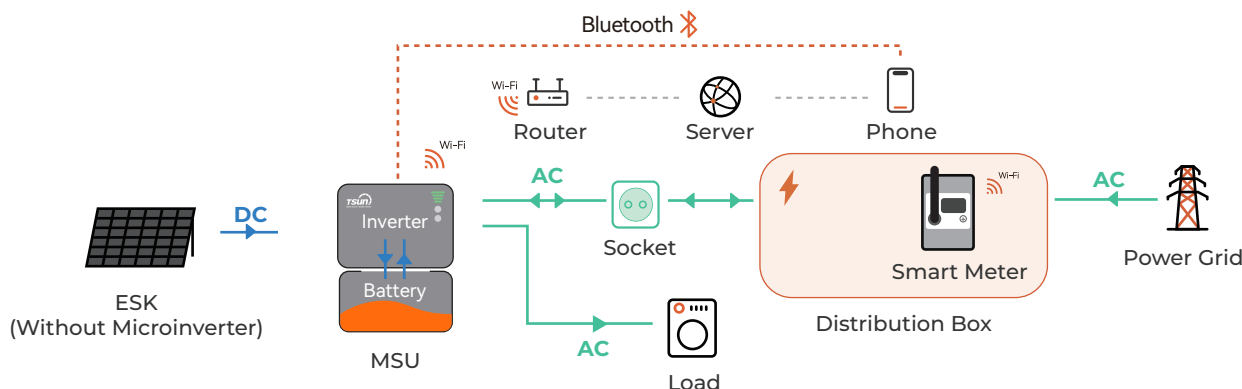 Bluetooth
Wi-Fi
Router
Server
Phone
Wi-Fi
TSUN
Inverter
Battery
MSU
DC
ESK
(Without Microinverter)
AC
Socket
AC
Load
Wi-Fi
Smart Meter
Distribution Box
AC
Power Grid